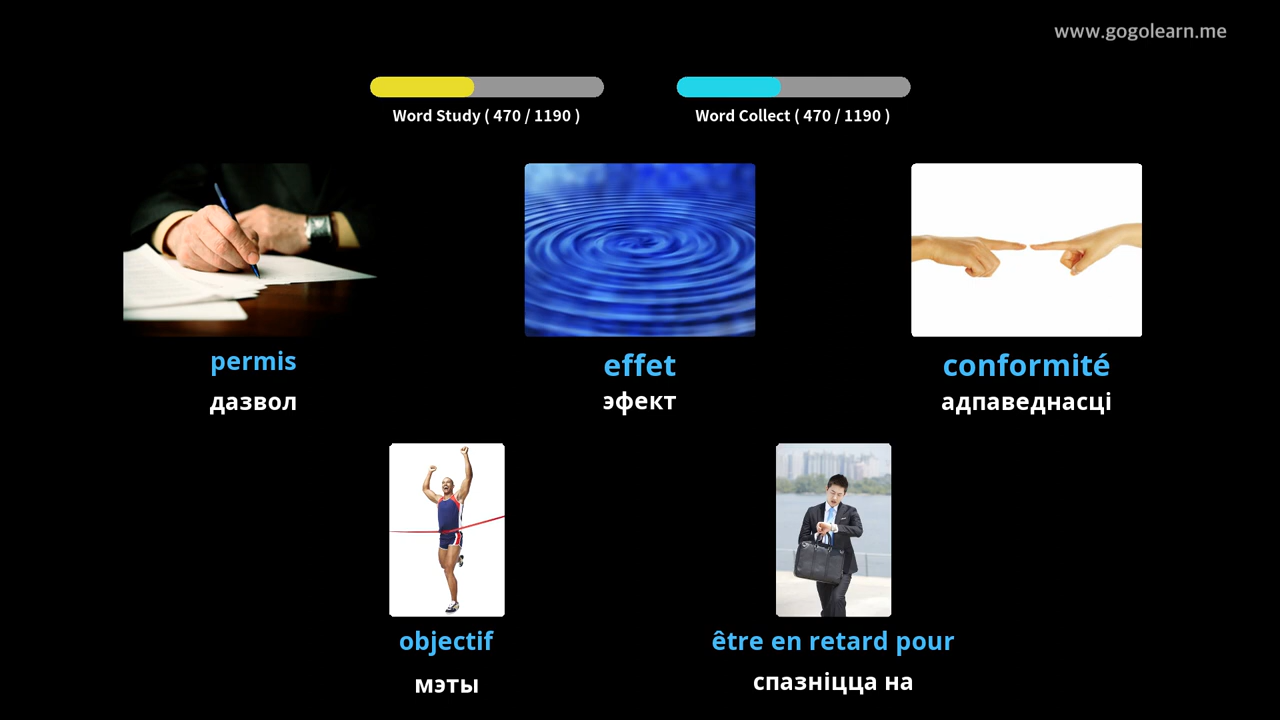 www.gogolearn.me
Word Study ( 470 / 1190 )
Word Collect ( 470 / 1190 )
permis
дазвол
effet
эфект
conformité
адпаведнасці
objectif
мэты
être en retard pour
спазніцца на